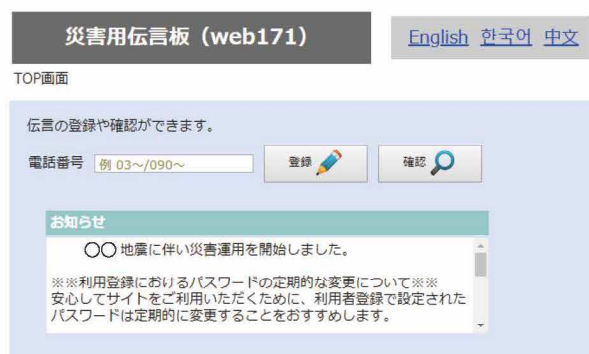 災害用伝言板（web171）
English 한국어 中文
TOP画面
伝言の登録や確認ができます。
電話番号 例 03～/090～ 登録 確認
お知らせ
〇〇 地震に伴い災害運用を開始しました。
※※利用登録におけるパスワードの定期的な変更について※※
安心してサイトをご利用いただくために、利用者登録で設定された
パスワードは定期的に変更することをおすすめします。